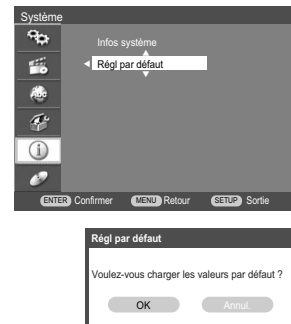 Système
Infos système
Régl par défaut
ENTER Confirmer MENU Retour SETUP Sortie
Régl par défaut
Voulez-vous charger les valeurs par défaut ?
OK Annul.